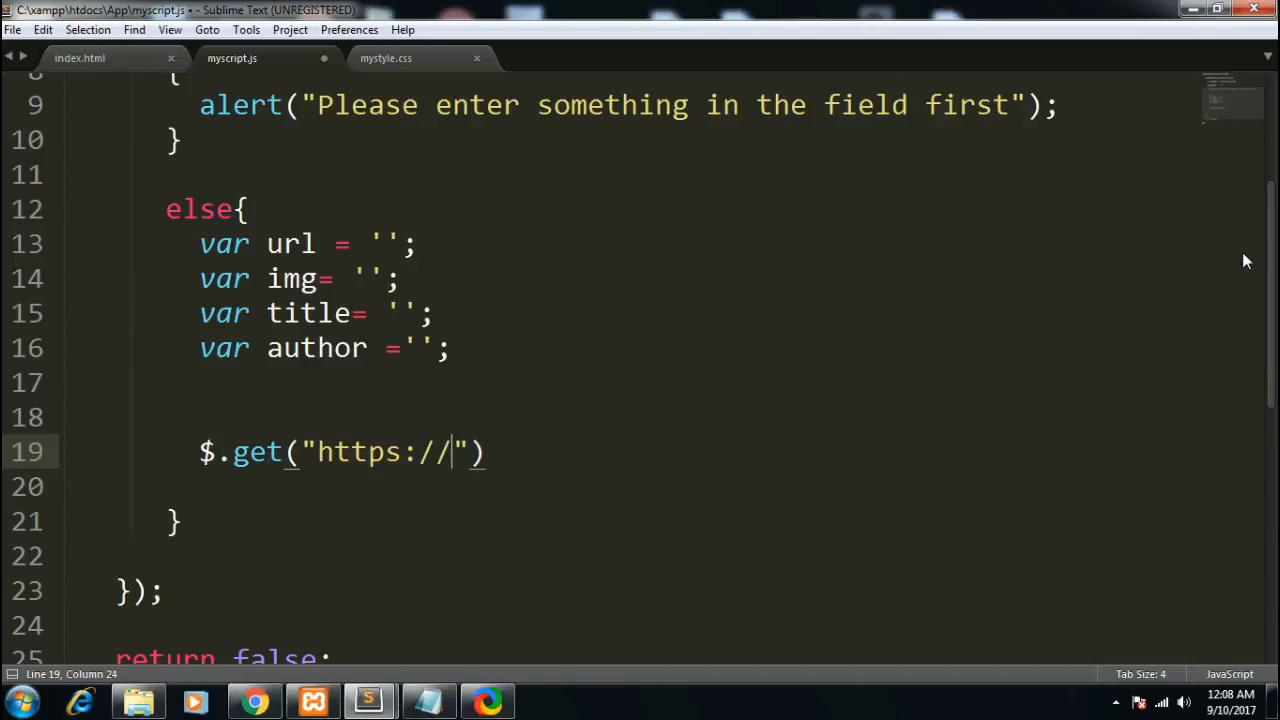 C:\xampp\htdocs\App\myscript.js • - Sublime Text (UNREGISTERED)
File Edit Selection Find View Goto Tools Project Preferences Help
index.html myscript.js mystyle.css
8 {
9 alert("Please enter something in the field first");
10 }
11
12 else{
13 var url = '';
14 var img= '';
15 var title= '';
16 var author ='';
17
18
19 $.get("https://")
20
21 }
22
23 });
24
25 return false;
Line 19, Column 24 Tab Size: 4 JavaScript
12:08 AM
9/10/2017